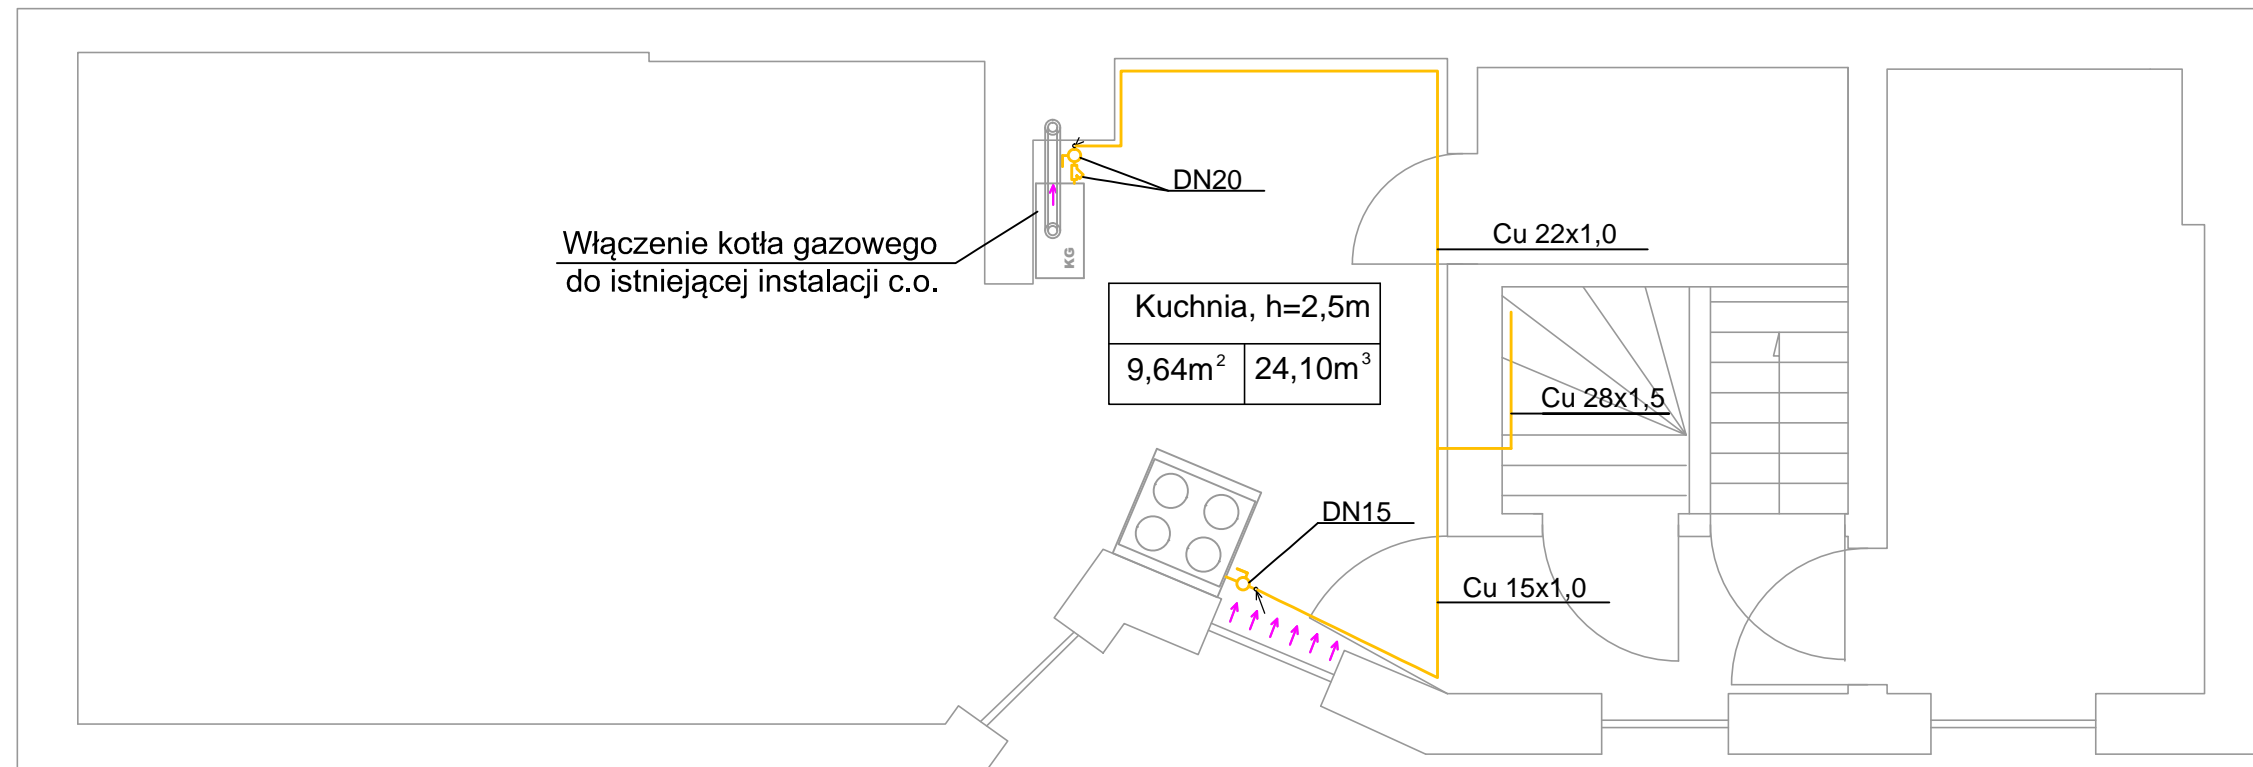 DN20
Włączenie kotła gazowego
do istniejącej instalacji c.o.
KG
Cu 22x1,0
Kuchnia, h=2,5m
9,64m²
24,10m³
Cu 28x1,5
DN15
Cu 15x1,0